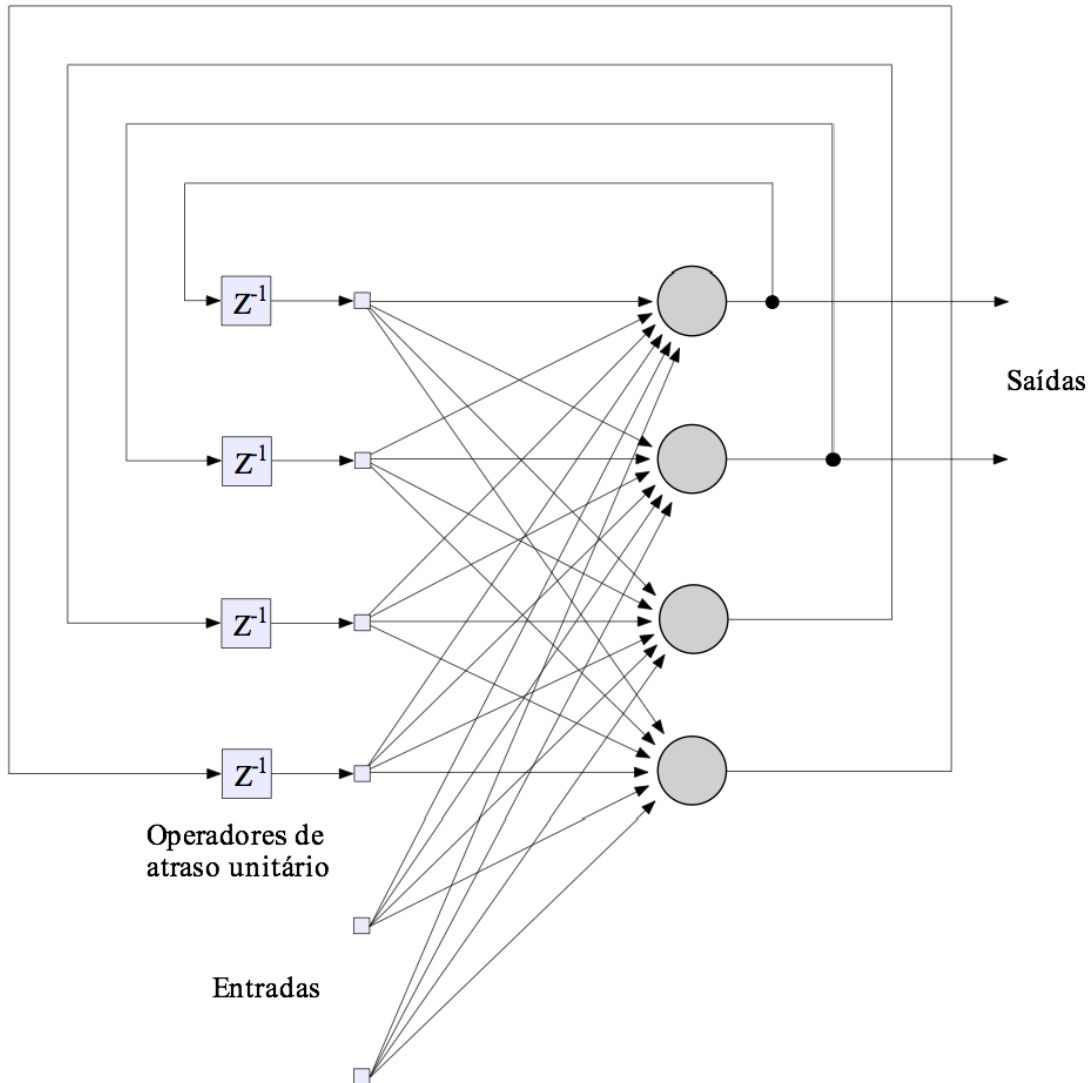 Z⁻¹
Saídas
Z⁻¹
Z⁻¹
Z⁻¹
Operadores de
atraso unitário
Entradas